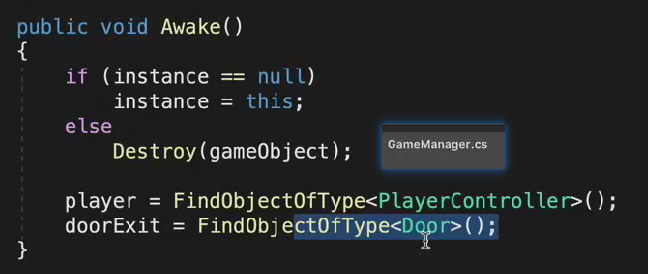 public void Awake()
{
    if (instance == null)
        instance = this;
    else
        Destroy(gameObject);
GameManager.cs
    player = FindObjectOfType<PlayerController>();
    doorExit = FindObjectOfType<Door>();
}